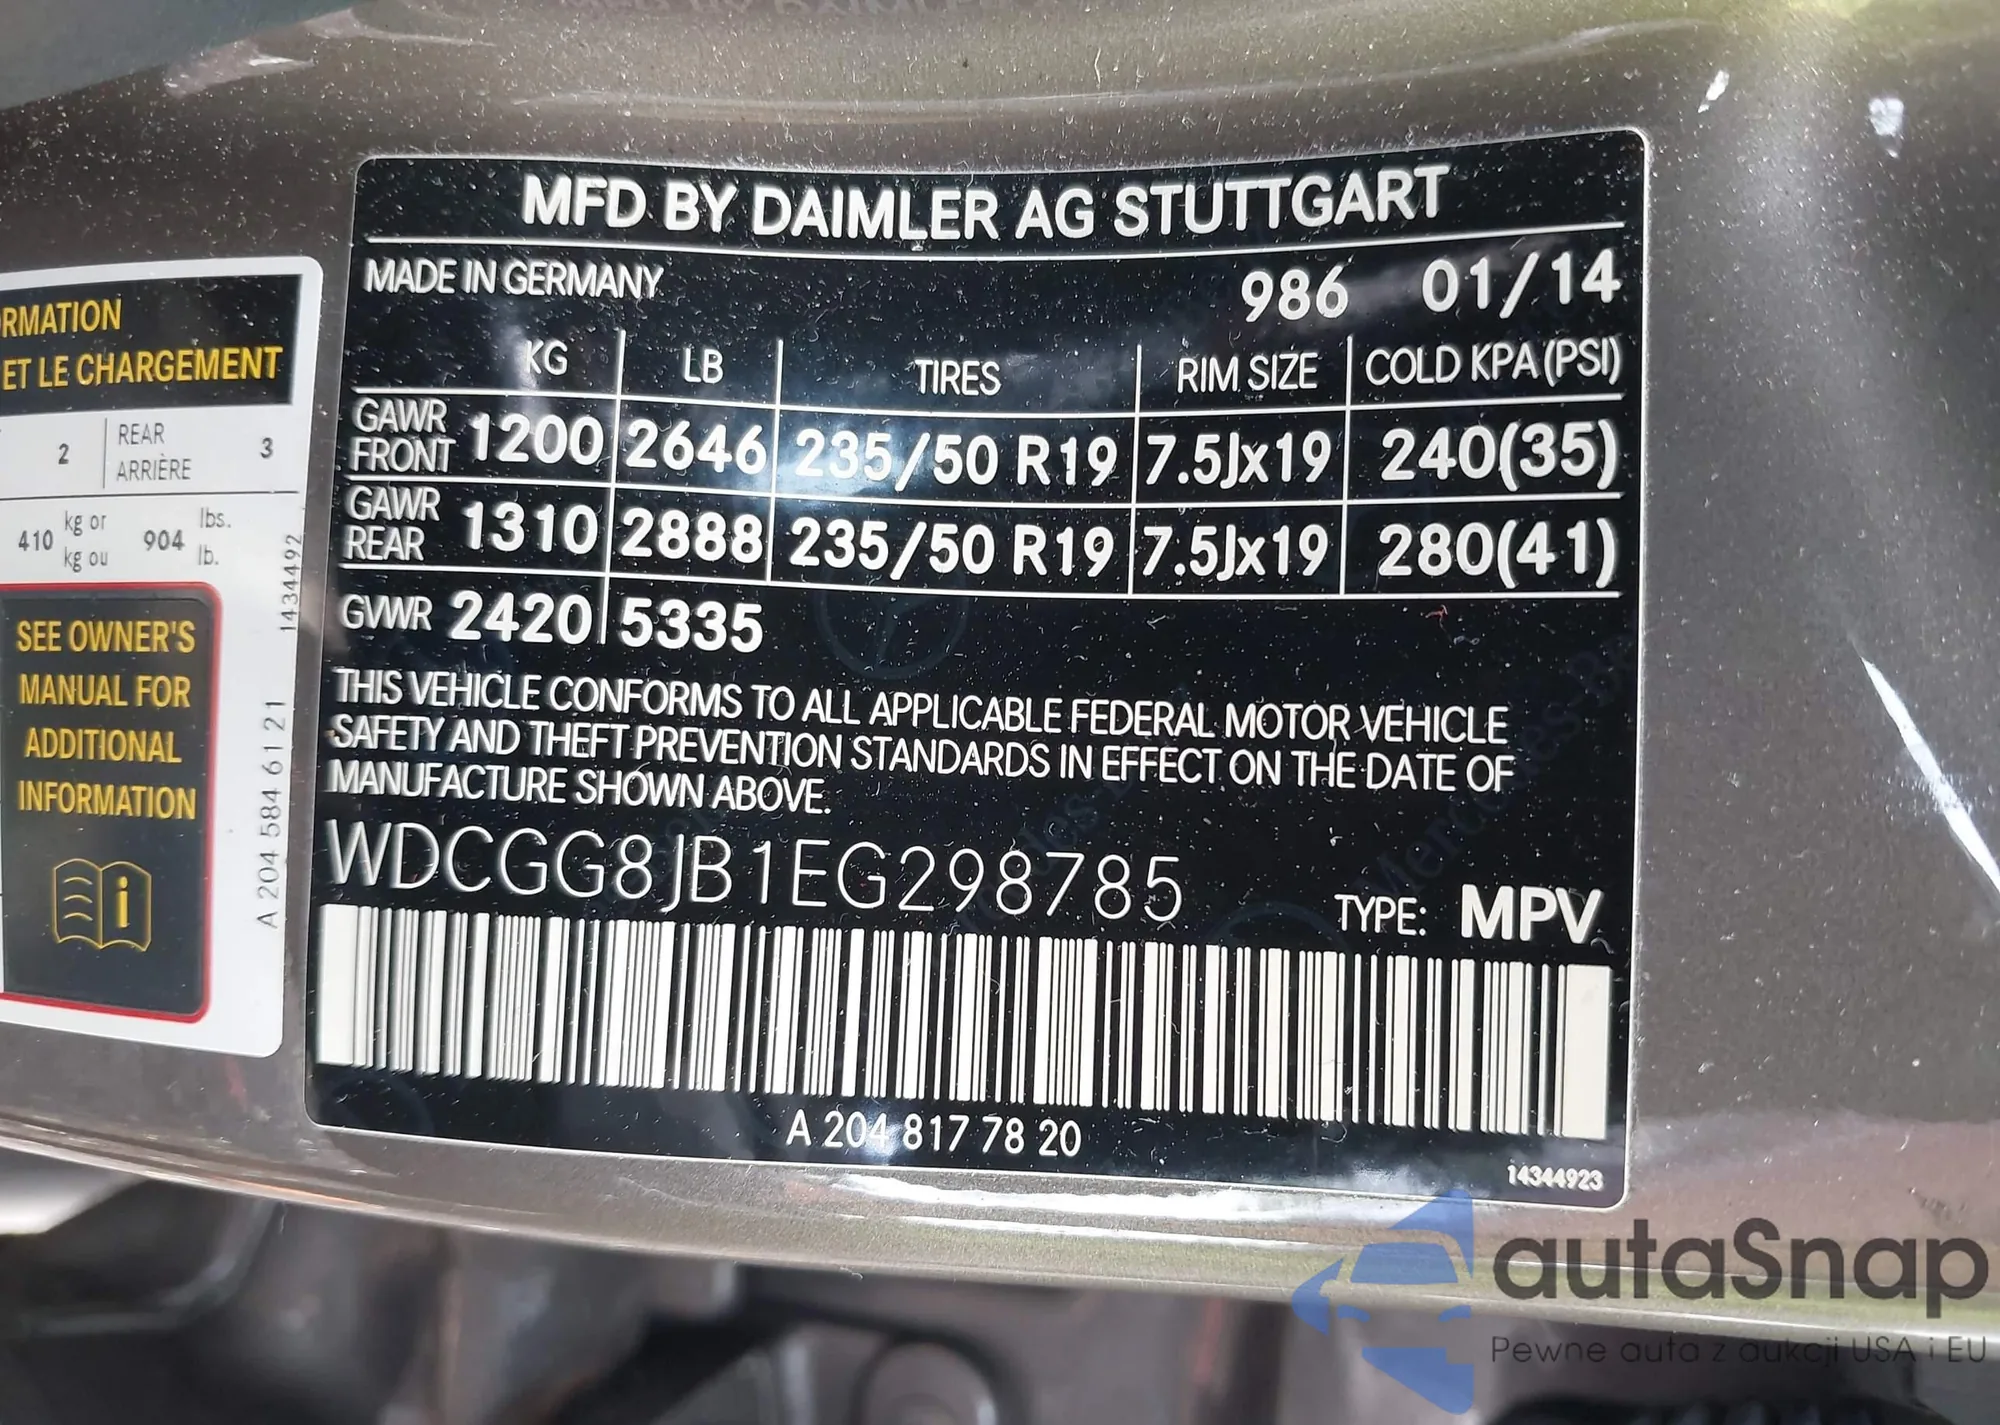 MFD BY DAIMLER AG STUTTGART
MADE IN GERMANY 986 01/14
KG LB TIRES RIM SIZE COLD KPA (PSI)
GAWR FRONT 1200 2646 235/50 R19 7.5Jx19 240(35)
GAWR REAR 1310 2888 235/50 R19 7.5Jx19 280(41)
GVWR 2420 5335
THIS VEHICLE CONFORMS TO ALL APPLICABLE FEDERAL MOTOR VEHICLE
SAFETY AND THEFT PREVENTION STANDARDS IN EFFECT ON THE DATE OF
MANUFACTURE SHOWN ABOVE.
WDCGG8JB1EG298785
TYPE: MPV
A 204 817 78 20
14344923
RMATION
ET LE CHARGEMENT
2 REAR ARRIÈRE 3
410 kg or kg ou 904 lbs. lb.
SEE OWNER'S
MANUAL FOR
ADDITIONAL
INFORMATION
A 204 584 61 21
1434492
autaSnap
Pewne auta z aukcji USA i EU